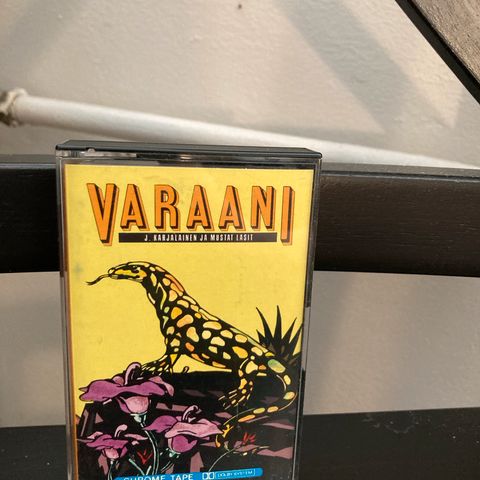 VARAANI
J. KARJALAINEN JA MUSTAT LASIT
CHROME TAPE DOLBY SYSTEM